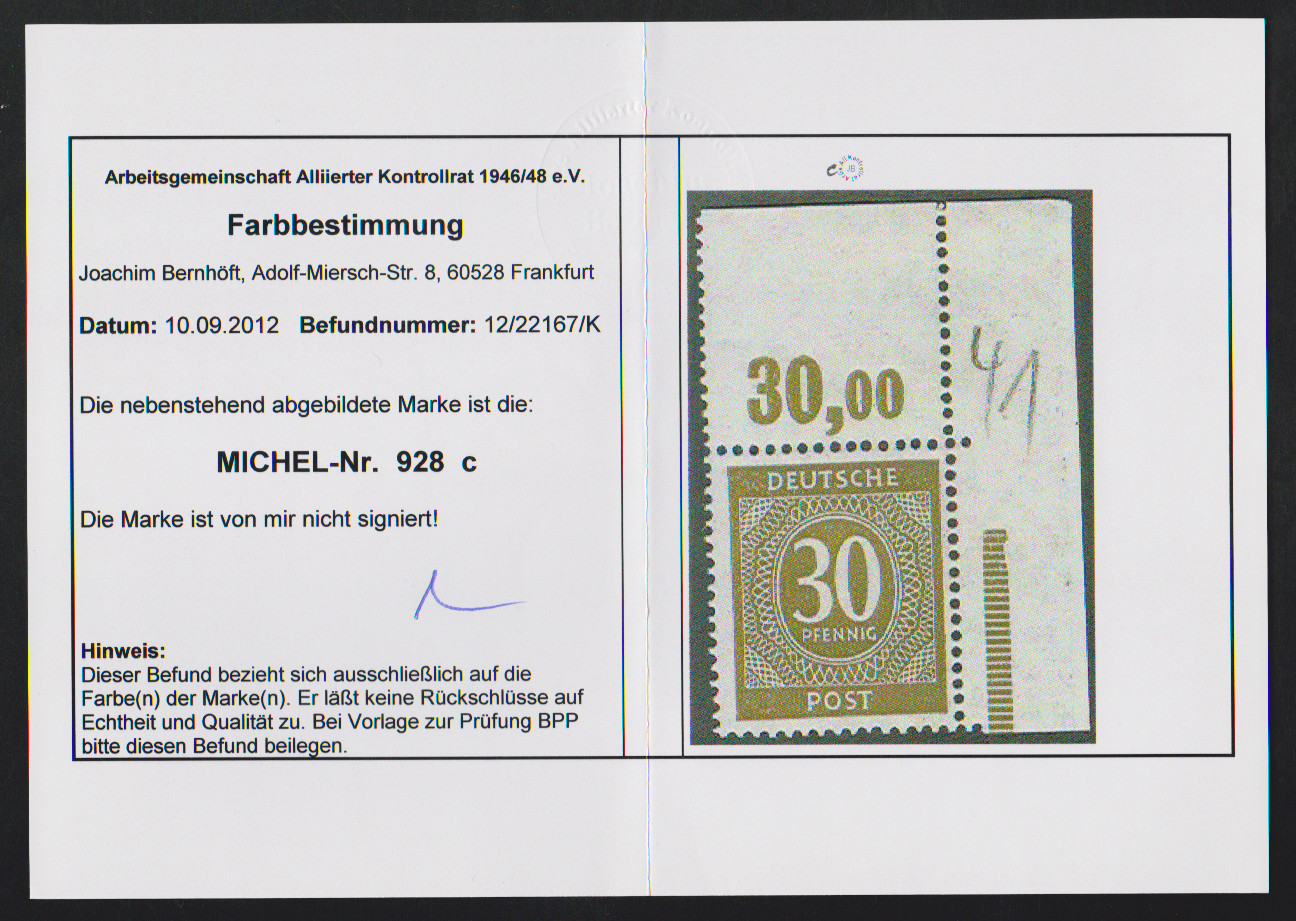 Arbeitsgemeinschaft Alliierter Kontrollrat 1946/48 e.V.
Farbbestimmung
Joachim Bernhöft, Adolf-Miersch-Str. 8, 60528 Frankfurt
Datum: 10.09.2012 Befundnummer: 12/22167/K
Die nebenstehend abgebildete Marke ist die:
MICHEL-Nr. 928 c
Die Marke ist von mir nicht signiert!
Hinweis:
Dieser Befund bezieht sich ausschließlich auf die
Farbe(n) der Marke(n). Er läßt keine Rückschlüsse auf
Echtheit und Qualität zu. Bei Vorlage zur Prüfung BPP
bitte diesen Befund beilegen.
c
30,00
41
DEUTSCHE
30
PFENNIG
POST